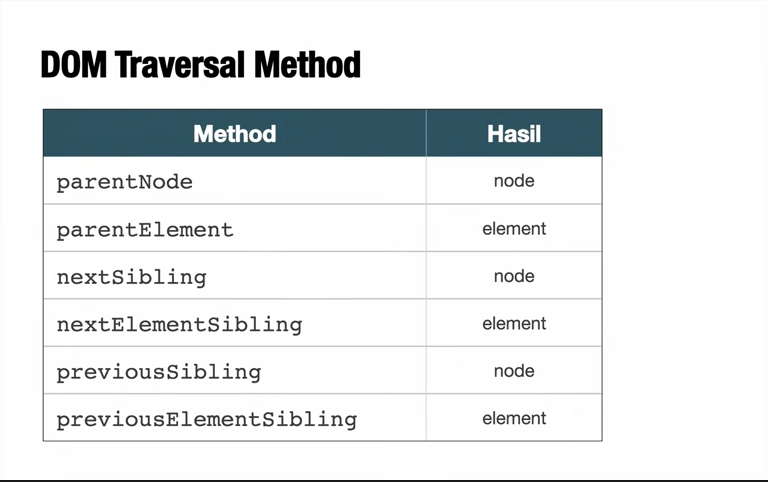 DOM Traversal Method
Method Hasil
parentNode node
parentElement element
nextSibling node
nextElementSibling element
previousSibling node
previousElementSibling element